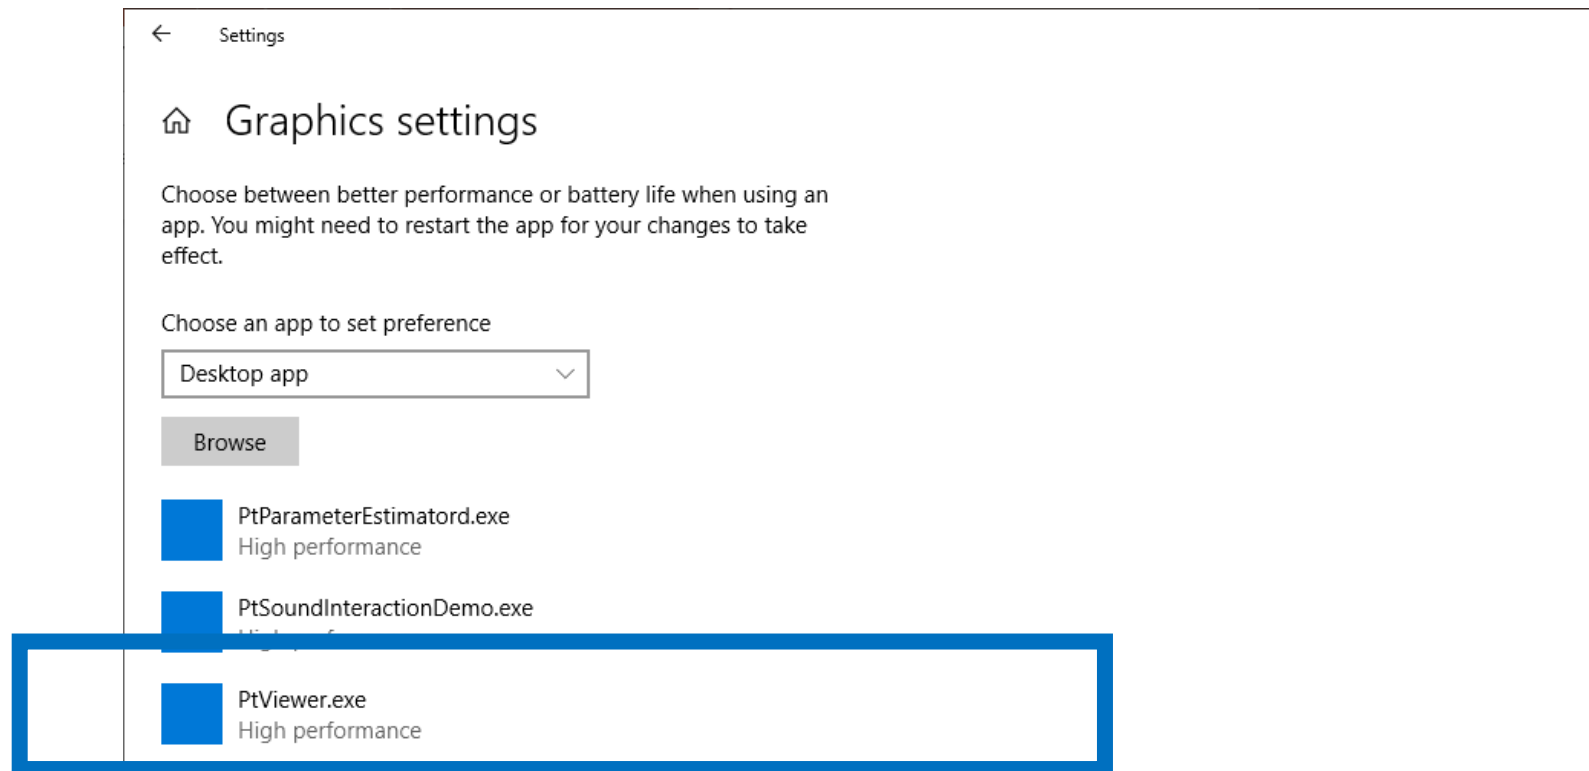 Settings
Graphics settings
Choose between better performance or battery life when using an
app. You might need to restart the app for your changes to take
effect.
Choose an app to set preference
Desktop app
Browse
PtParameterEstimatord.exe
High performance
PtSoundInteractionDemo.exe
PtViewer.exe
High performance